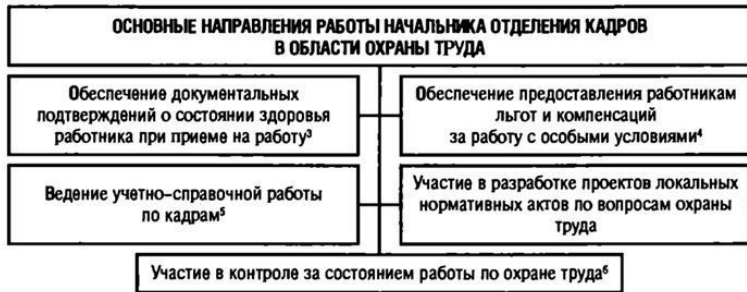 ОСНОВНЫЕ НАПРАВЛЕНИЯ РАБОТЫ НАЧАЛЬНИКА ОТДЕЛЕНИЯ КАДРОВ
В ОБЛАСТИ ОХРАНЫ ТРУДА
Обеспечение документальных
подтверждений о состоянии здоровья
работника при приеме на работу³
Обеспечение предоставления работникам
льгот и компенсаций
за работу с особыми условиями⁴
Ведение учетно-справочной работы
по кадрам⁵
Участие в разработке проектов локальных
нормативных актов по вопросам охраны
труда
Участие в контроле за состоянием работы по охране труда⁶